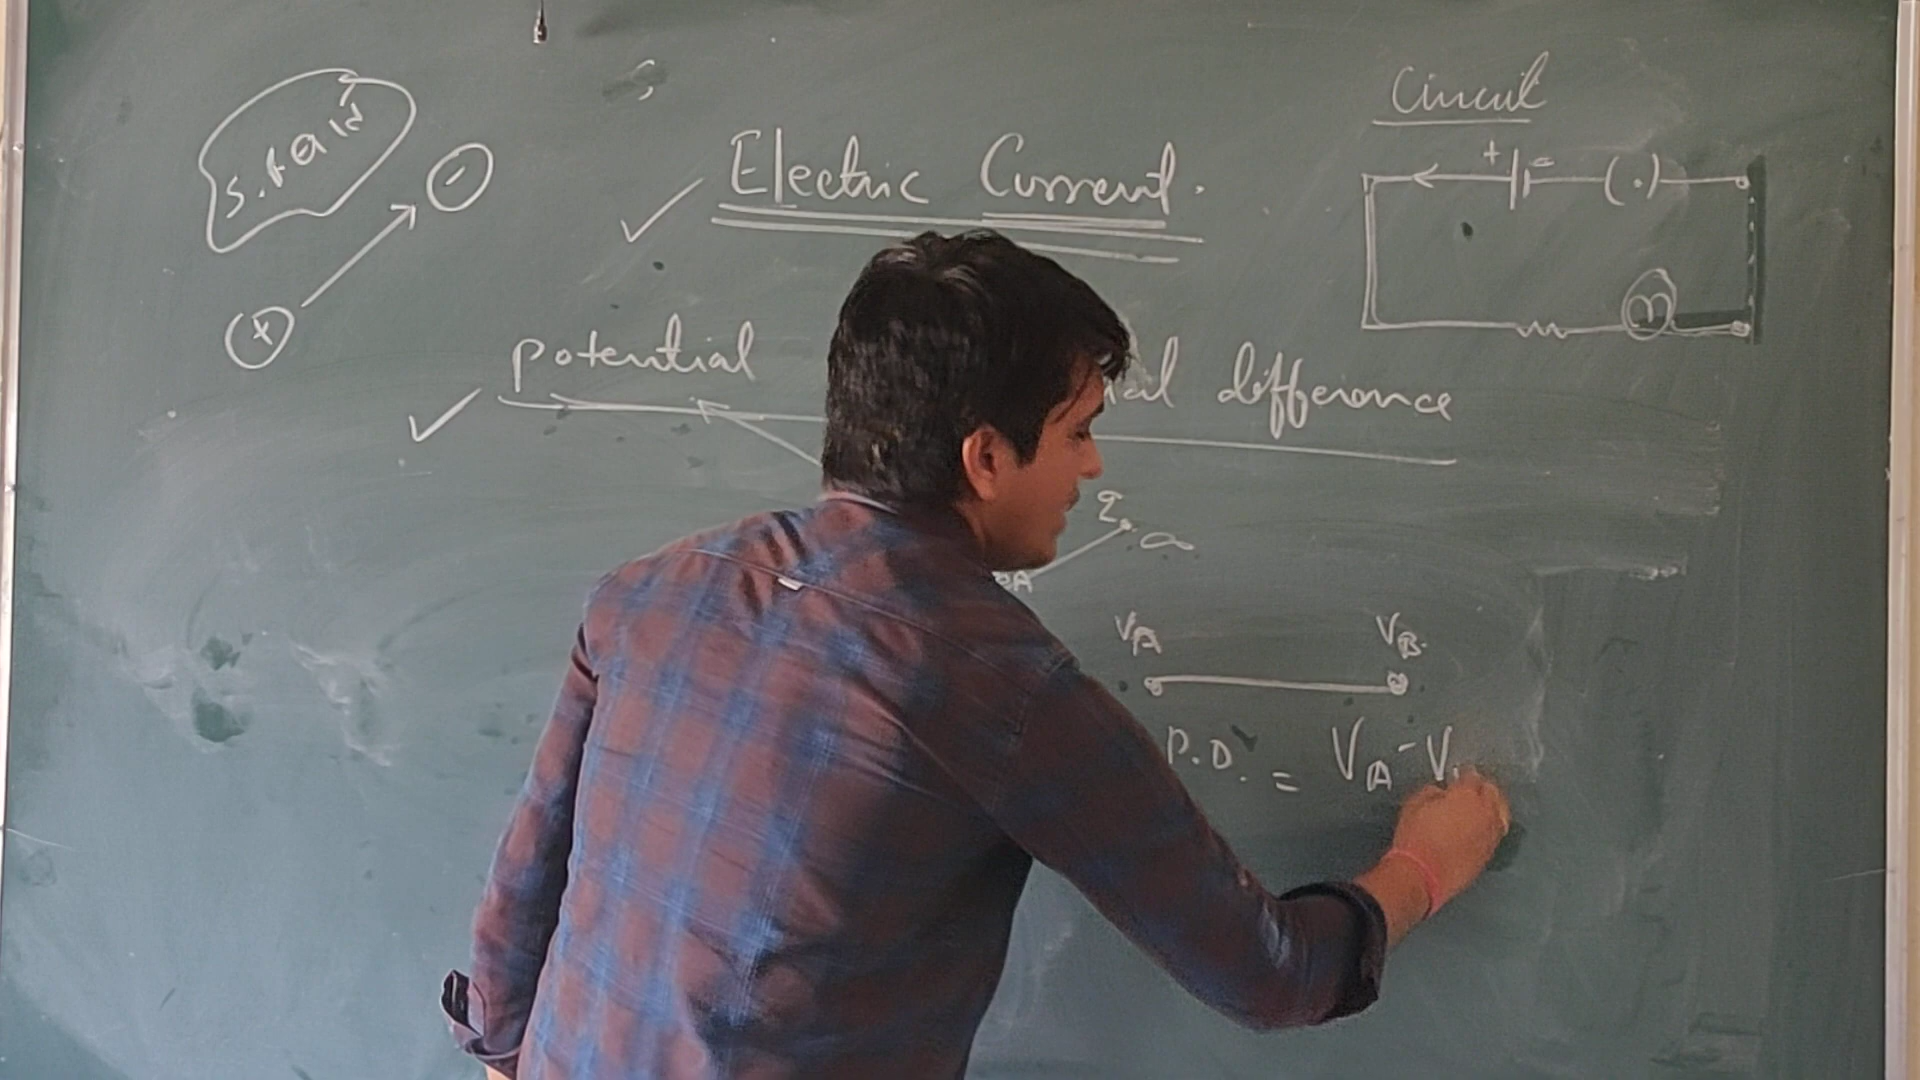 Circuit
Electric Current.
+ -
(.)
-
+
m
potential
difference
q
∞
A
VA VB.
P.D. = VA - V